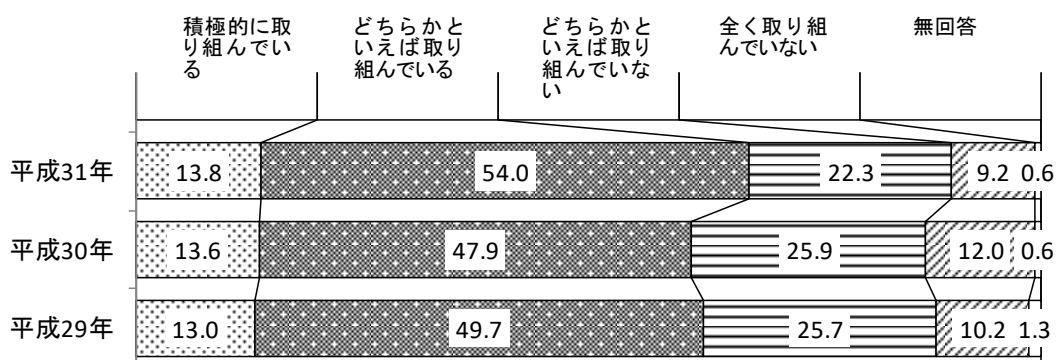 積極的に取
り組んでい
る
どちらかと
いえば取り
組んでいる
どちらかと
いえば取り
組んでいな
い
全く取り組
んでいない
無回答
平成31年 13.8 54.0 22.3 9.2 0.6
平成30年 13.6 47.9 25.9 12.0 0.6
平成29年 13.0 49.7 25.7 10.2 1.3